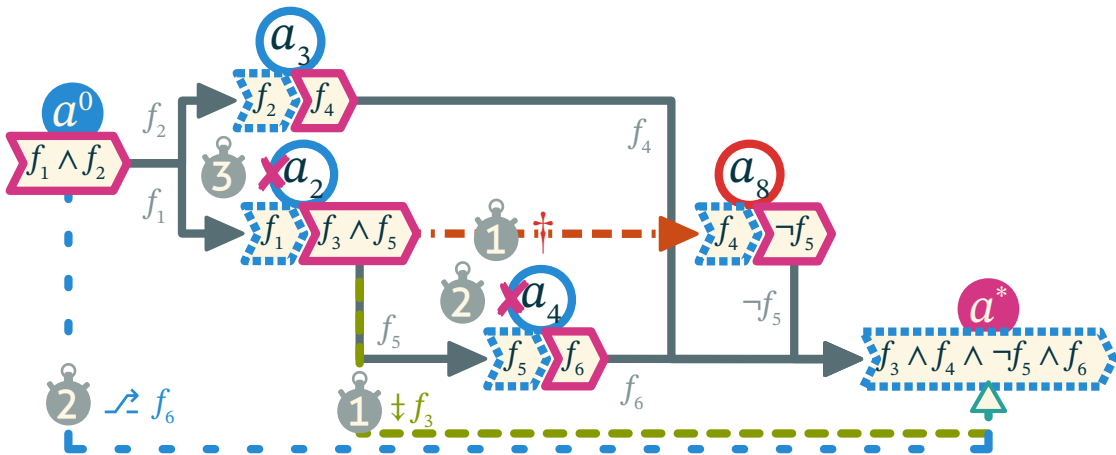 a₃
f₂ f₄
a⁰
f₂
f₁ ∧ f₂
3
f₄
a₂
a₈
f₁
f₁ f₃ ∧ f₅
1 †
f₄ ¬f₅
2
a₄
¬f₅
a*
f₅
f₅ f₆
f₃ ∧ f₄ ∧ ¬f₅ ∧ f₆
f₆
2 ⎇ f₆
1 ‡ f₃